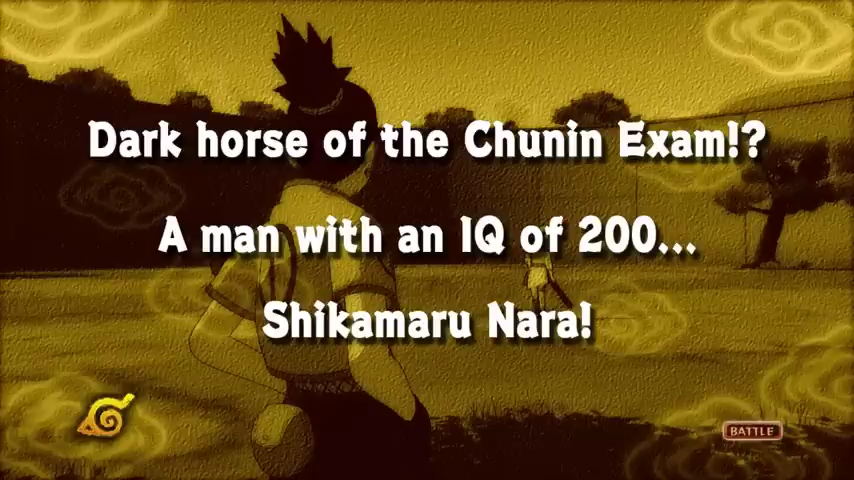 Dark horse of the Chunin Exam!?
A man with an IQ of 200...
Shikamaru Nara!
BATTLE